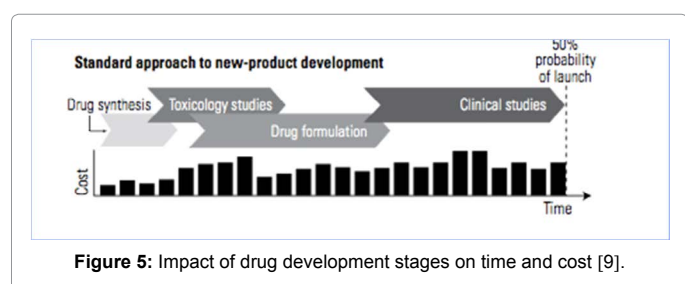 50%
Standard approach to new-product development
probability
of launch
Drug synthesis
Toxicology studies
Clinical studies
Drug formulation
Cost
Time
Figure 5: Impact of drug development stages on time and cost [9].